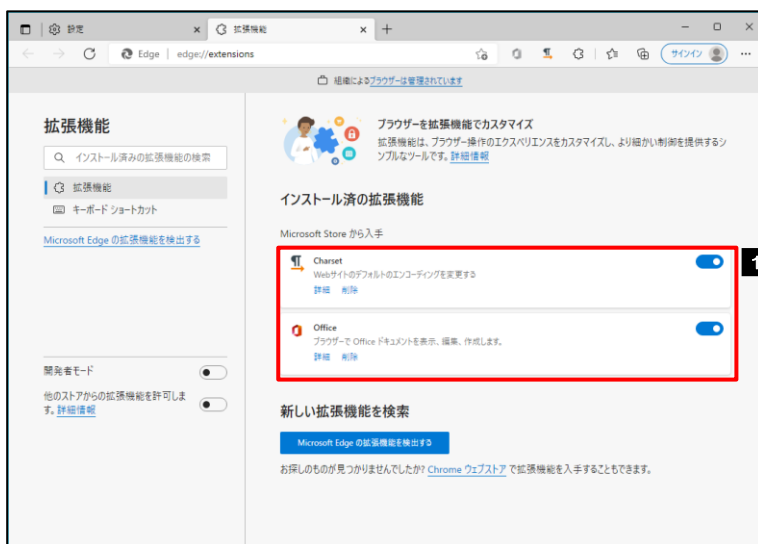 設定
拡張機能
Edge | edge://extensions
サインイン
組織によるブラウザーは管理されています
拡張機能
インストール済みの拡張機能の検索
拡張機能
キーボード ショートカット
Microsoft Edge の拡張機能を検出する
開発者モード
他のストアからの拡張機能を許可しま
す。詳細情報
ブラウザーを拡張機能でカスタマイズ
拡張機能は、ブラウザー操作のエクスペリエンスをカスタマイズし、より細かい制御を提供するシ
ンプルなツールです。詳細情報
インストール済の拡張機能
Microsoft Store から入手
Charset
Webサイトのデフォルトのエンコーディングを変更する
詳細 削除
1
Office
ブラウザーで Office ドキュメントを表示、編集、作成します。
詳細 削除
新しい拡張機能を検索
Microsoft Edge の拡張機能を検出する
お探しのものが見つかりませんでしたか? Chrome ウェブストア で拡張機能を入手することもできます。